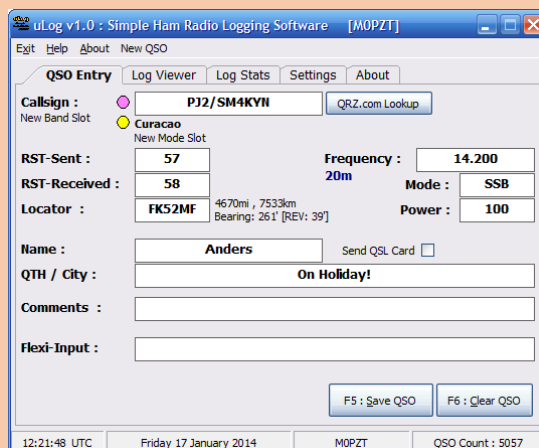 uLog v1.0 : Simple Ham Radio Logging Software [M0PZT]
Exit Help About New QSO
QSO Entry Log Viewer Log Stats Settings About
Callsign : PJ2/SM4KYN QRZ.com Lookup
New Band Slot Curacao
New Mode Slot
RST-Sent : 57 Frequency : 14.200
20m
RST-Received : 58 Mode : SSB
Locator : FK52MF 4670mi , 7533km Power : 100
Bearing: 261' [REV: 39']
Name : Anders Send QSL Card
QTH / City : On Holiday!
Comments :
Flexi-Input :
F5 : Save QSO F6 : Clear QSO
12:21:48 UTC Friday 17 January 2014 M0PZT QSO Count : 5057